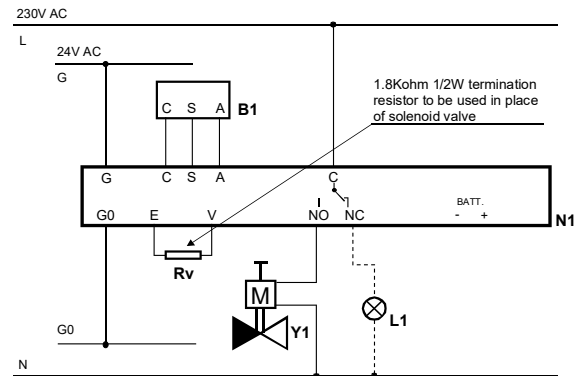 230V AC
L
24V AC
G
1.8Kohm 1/2W termination
resistor to be used in place
of solenoid valve
C S A B1
G C S A C
BATT.
G0 E V NO NC - + N1
Rv
M
Y1
L1
G0
N